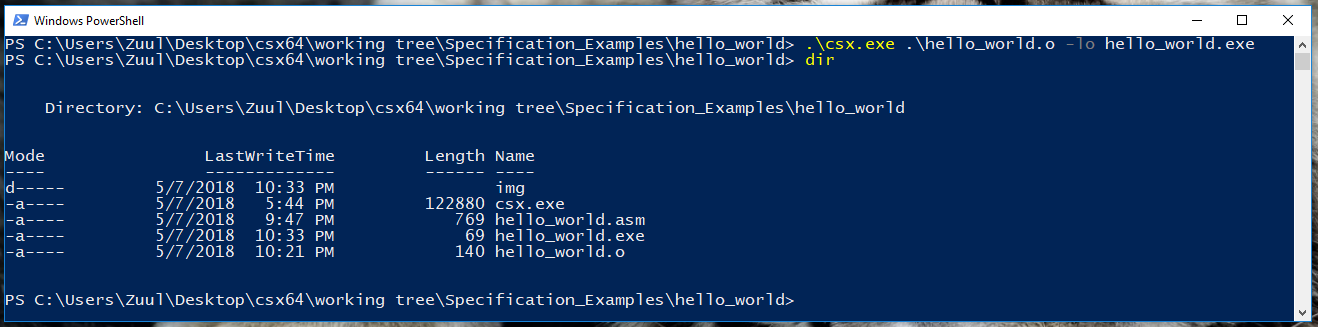 Windows PowerShell
PS C:\Users\Zuul\Desktop\csx64\working tree\Specification_Examples\hello_world> .\csx.exe .\hello_world.o -lo hello_world.exe
PS C:\Users\Zuul\Desktop\csx64\working tree\Specification_Examples\hello_world> dir
Directory: C:\Users\Zuul\Desktop\csx64\working tree\Specification_Examples\hello_world
Mode                LastWriteTime         Length Name
----                -------------         ------ ----
d-----         5/7/2018  10:33 PM                img
-a----         5/7/2018   5:44 PM         122880 csx.exe
-a----         5/7/2018   9:47 PM            769 hello_world.asm
-a----         5/7/2018  10:33 PM             69 hello_world.exe
-a----         5/7/2018  10:21 PM            140 hello_world.o
PS C:\Users\Zuul\Desktop\csx64\working tree\Specification_Examples\hello_world>